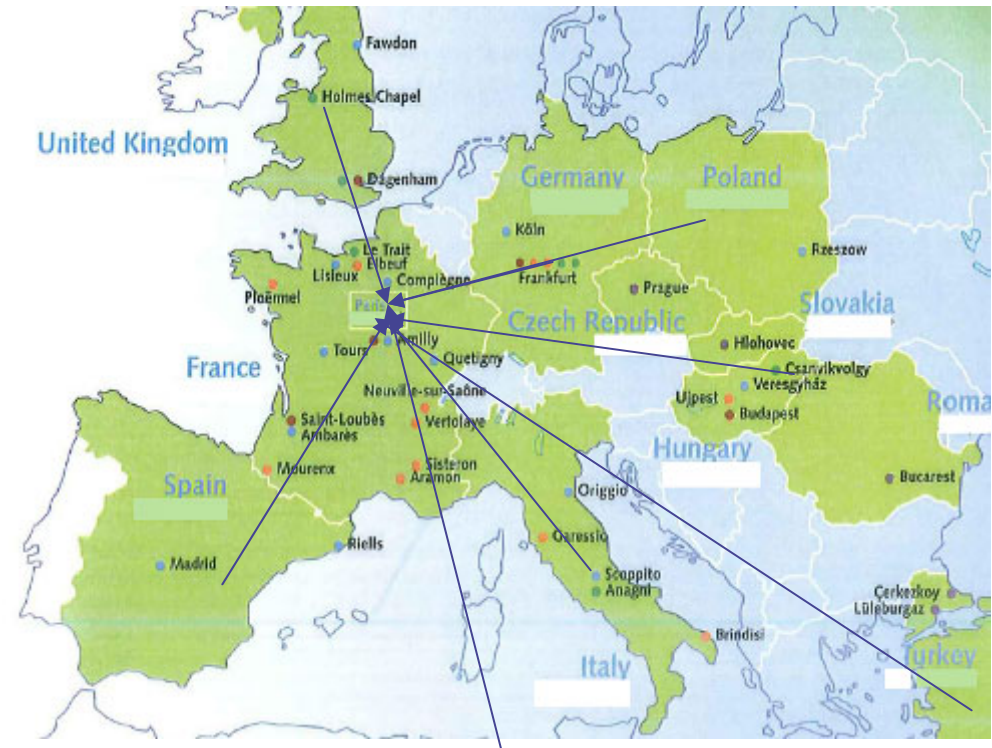 Fawdon
Holmes Chapel
United Kingdom
Dagenham
Germany
Poland
Köln
Rzeszow
Le Trait
Elbeuf
Lisieux
Compiègne
Frankfurt
Ploërmel
Prague
Paris
Slovakia
Czech Republic
Amilly
Hlohovec
Tours
Quetigny
France
Csanyikvolgy
Veresgyház
Neuville-sur-Saône
Ujpest
Budapest
Roma
Saint-Loubès
Vertolaye
Ambarès
Hungary
Mourenx
Sisteron
Aramon
Bucarest
Spain
Origgio
Garessio
Riells
Madrid
Scoppito
Anagni
Çerkezkoy
Lüleburgaz
Brindisi
Turkey
Italy